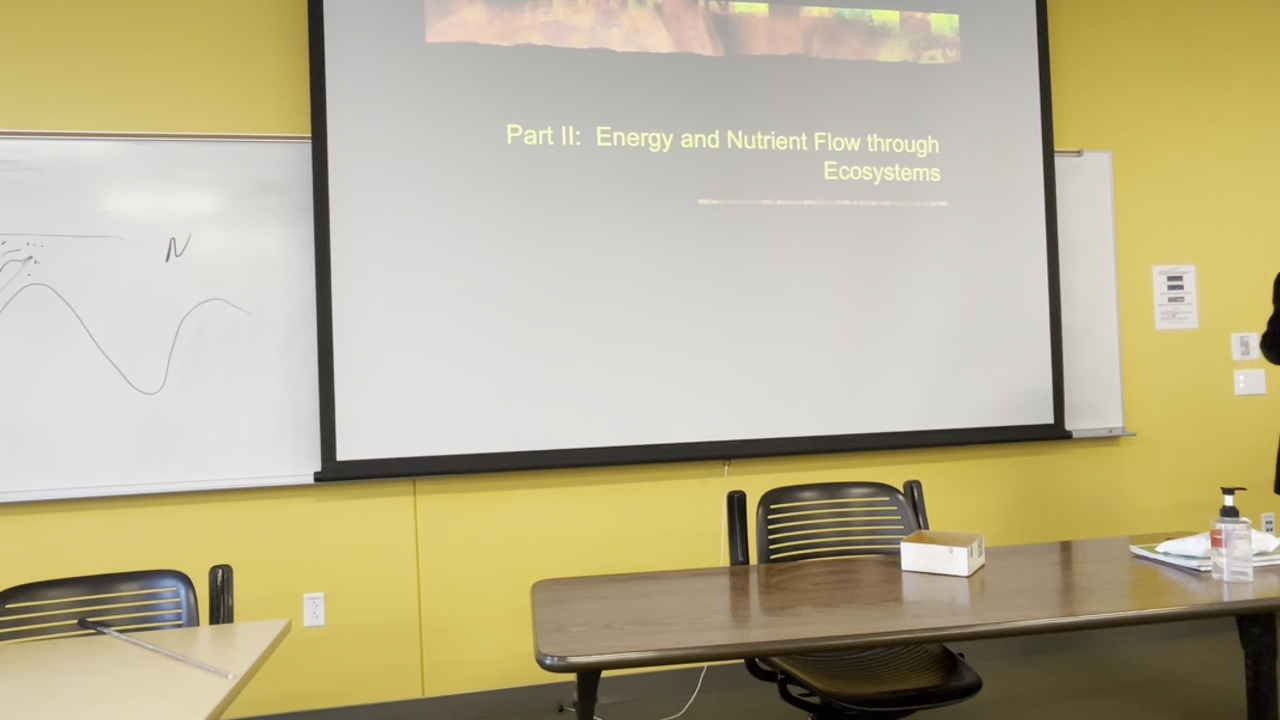 Part II:  Energy and Nutrient Flow through
Ecosystems
N